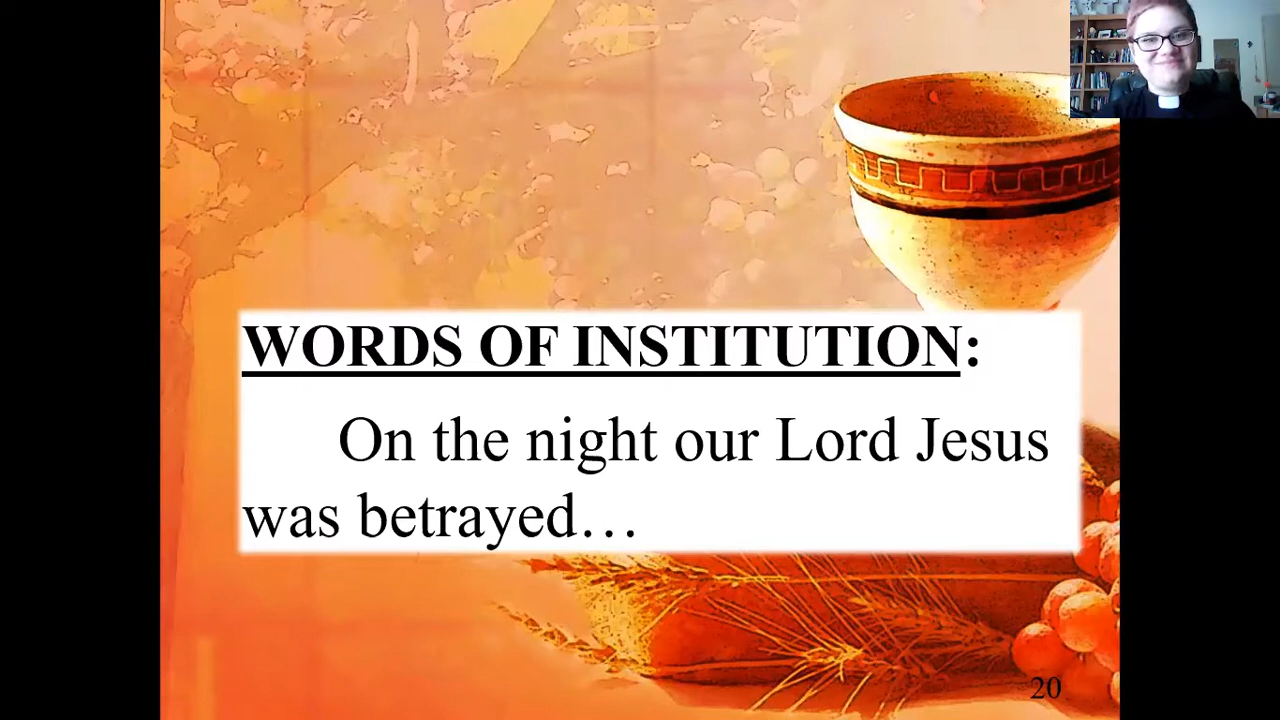 WORDS OF INSTITUTION:
On the night our Lord Jesus
was betrayed…
20